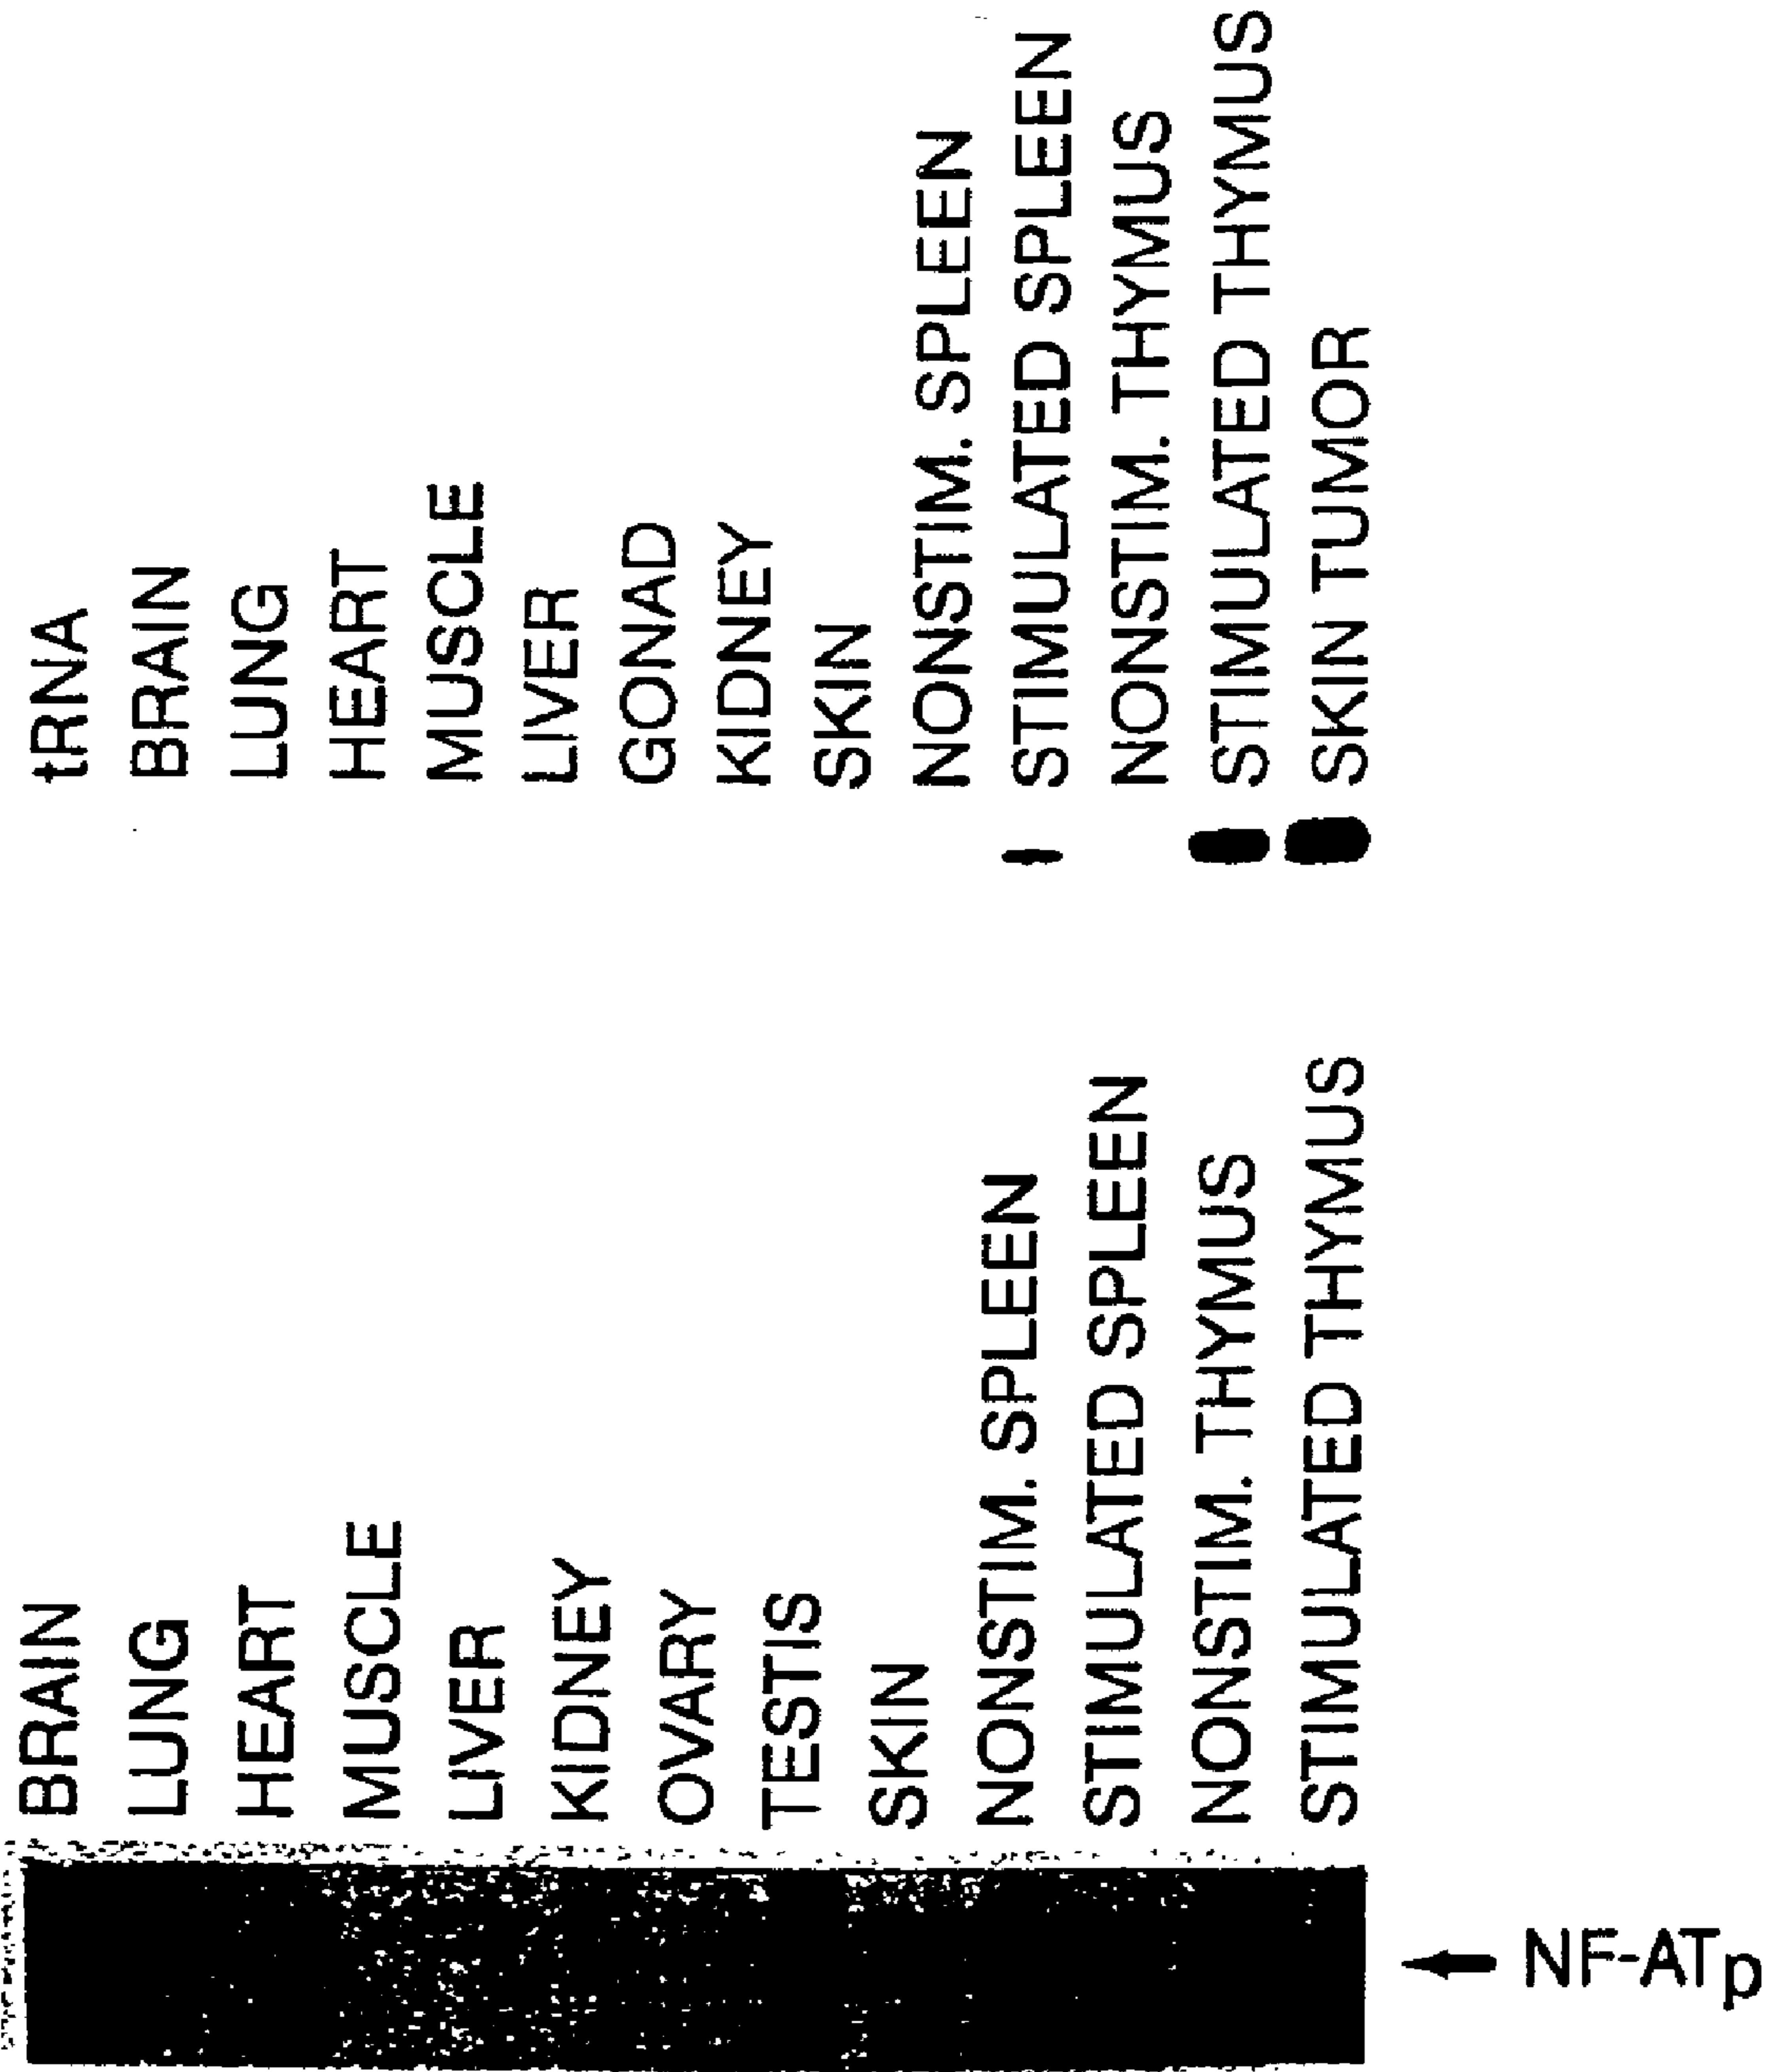 tRNA
BRAIN
LUNG
HEART
MUSCLE
LIVER
GONAD
KIDNEY
SKIN
NONSTIM. SPLEEN
STIMULATED SPLEEN
NONSTIM. THYMUS
STIMULATED THYMUS
SKIN TUMOR
BRAIN
LUNG
HEART
MUSCLE
LIVER
KIDNEY
OVARY
TESTIS
SKIN
NONSTIM. SPLEEN
STIMULATED SPLEEN
NONSTIM. THYMUS
STIMULATED THYMUS
NF-ATp